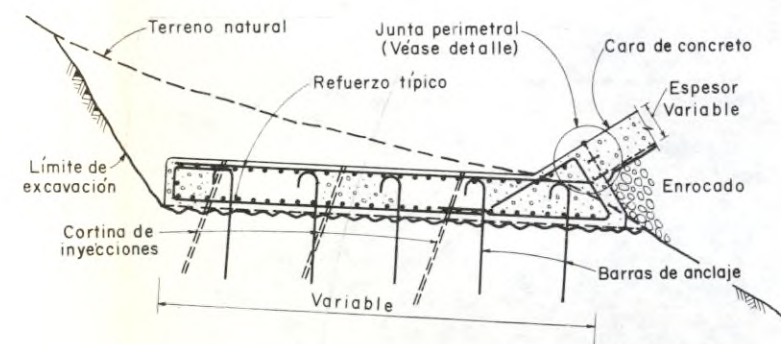 Terreno natural
Junta perimetral
(Véase detalle)
Cara de concreto
Refuerzo típico
Espesor
Variable
Límite de
excavación
Enrocado
Cortina de
inyecciones
Barras de anclaje
Variable